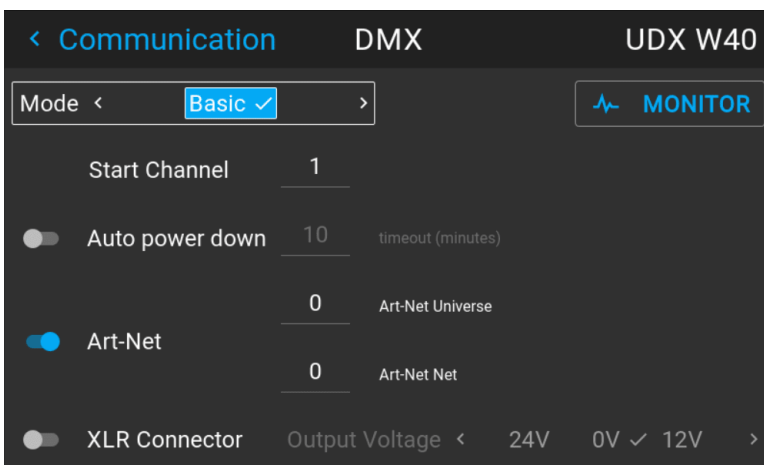 Communication DMX UDX W40
Mode Basic MONITOR
Start Channel 1
Auto power down 10 timeout (minutes)
0 Art-Net Universe
Art-Net
0 Art-Net Net
XLR Connector Output Voltage 24V 0V 12V